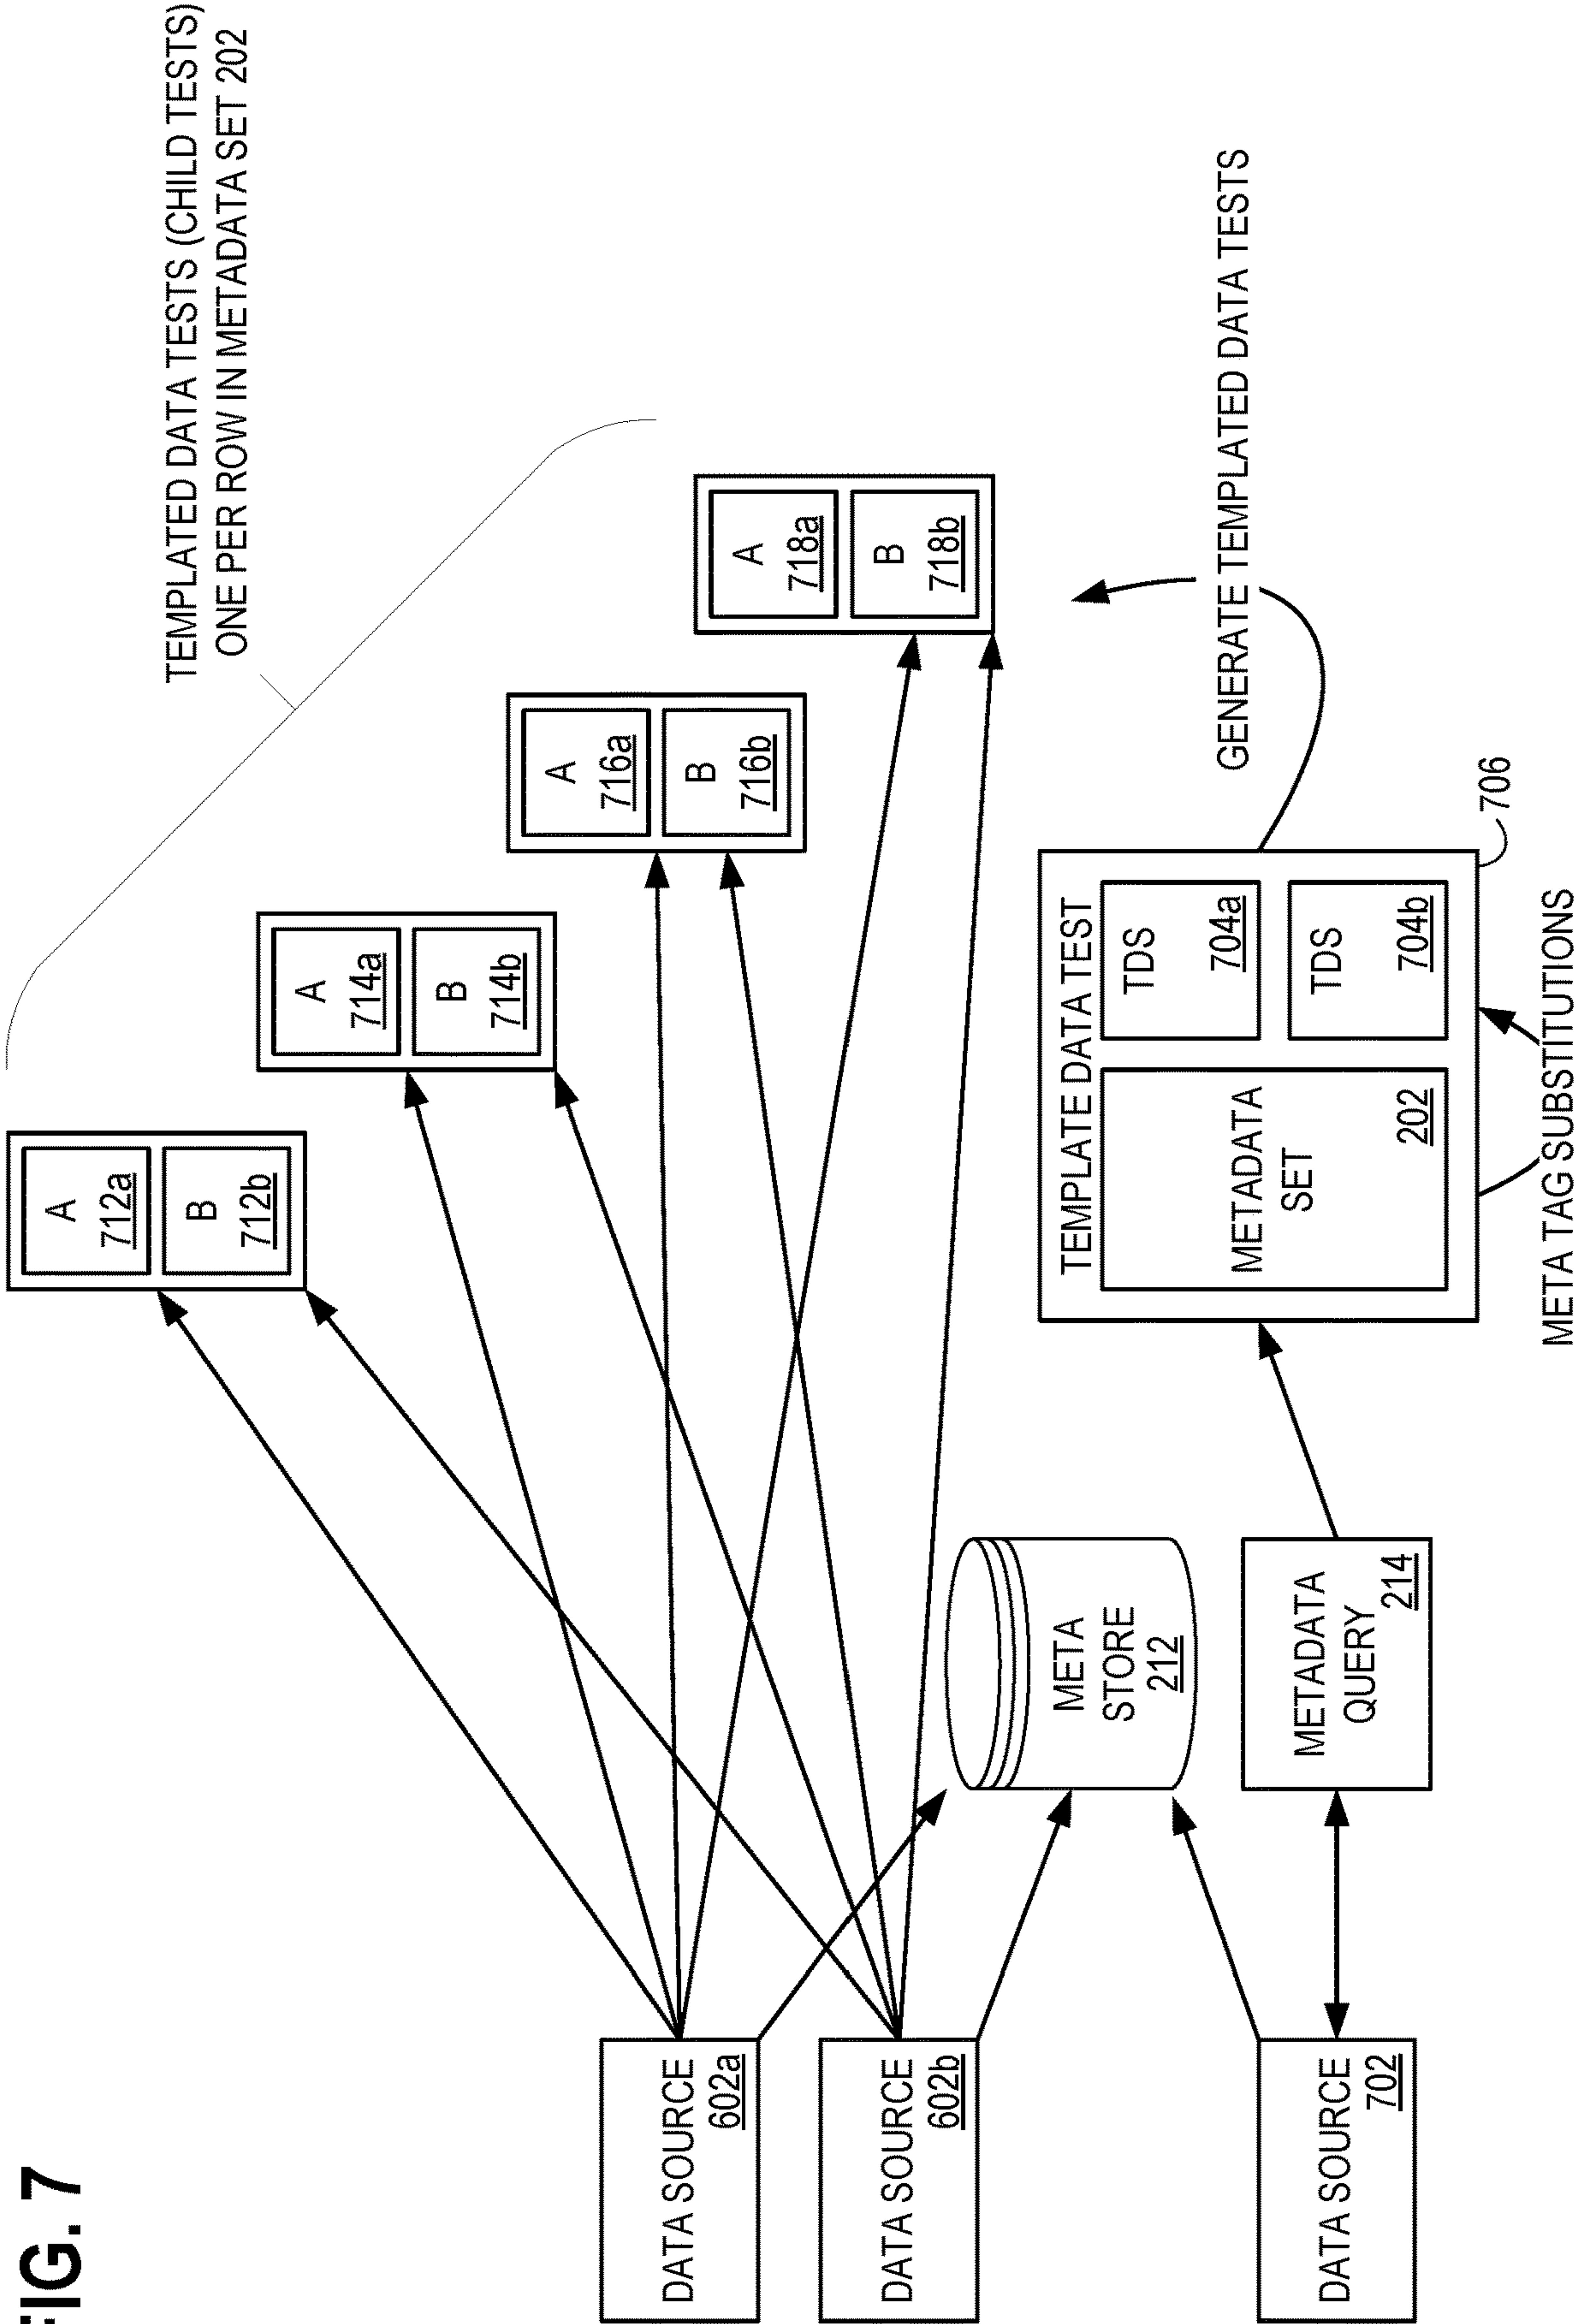 FIG. 7
TEMPLATED DATA TESTS (CHILD TESTS)
ONE PER ROW IN METADATA SET 202
A
712a
B
712b
A
714a
B
714b
A
716a
B
716b
A
718a
B
718b
DATA SOURCE
602a
DATA SOURCE
602b
DATA SOURCE
702
META
STORE
212
METADATA
QUERY
214
TEMPLATE DATA TEST
METADATA
SET
202
TDS
704a
TDS
704b
706
META TAG SUBSTITUTIONS
GENERATE TEMPLATED DATA TESTS